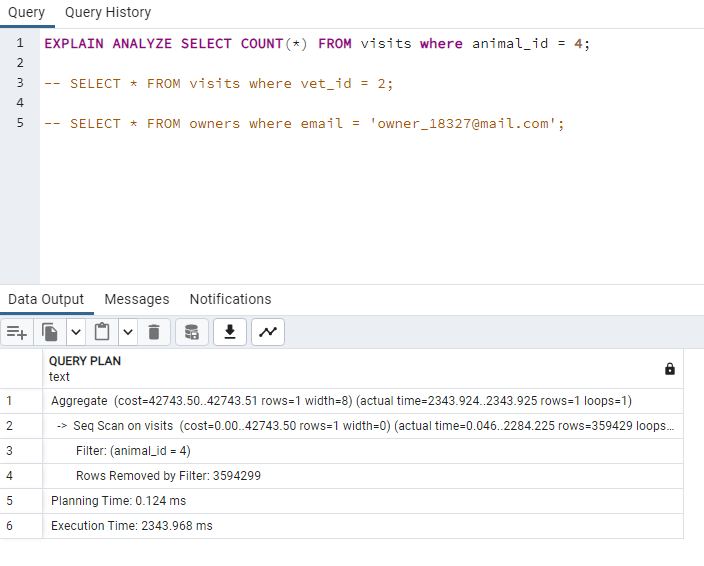 Query Query History
1 EXPLAIN ANALYZE SELECT COUNT(*) FROM visits where animal_id = 4;
2
3 -- SELECT * FROM visits where vet_id = 2;
4
5 -- SELECT * FROM owners where email = 'owner_18327@mail.com';
Data Output Messages Notifications
QUERY PLAN
text
1 Aggregate (cost=42743.50..42743.51 rows=1 width=8) (actual time=2343.924..2343.925 rows=1 loops=1)
2 -> Seq Scan on visits (cost=0.00..42743.50 rows=1 width=0) (actual time=0.046..2284.225 rows=359429 loops...
3 Filter: (animal_id = 4)
4 Rows Removed by Filter: 3594299
5 Planning Time: 0.124 ms
6 Execution Time: 2343.968 ms